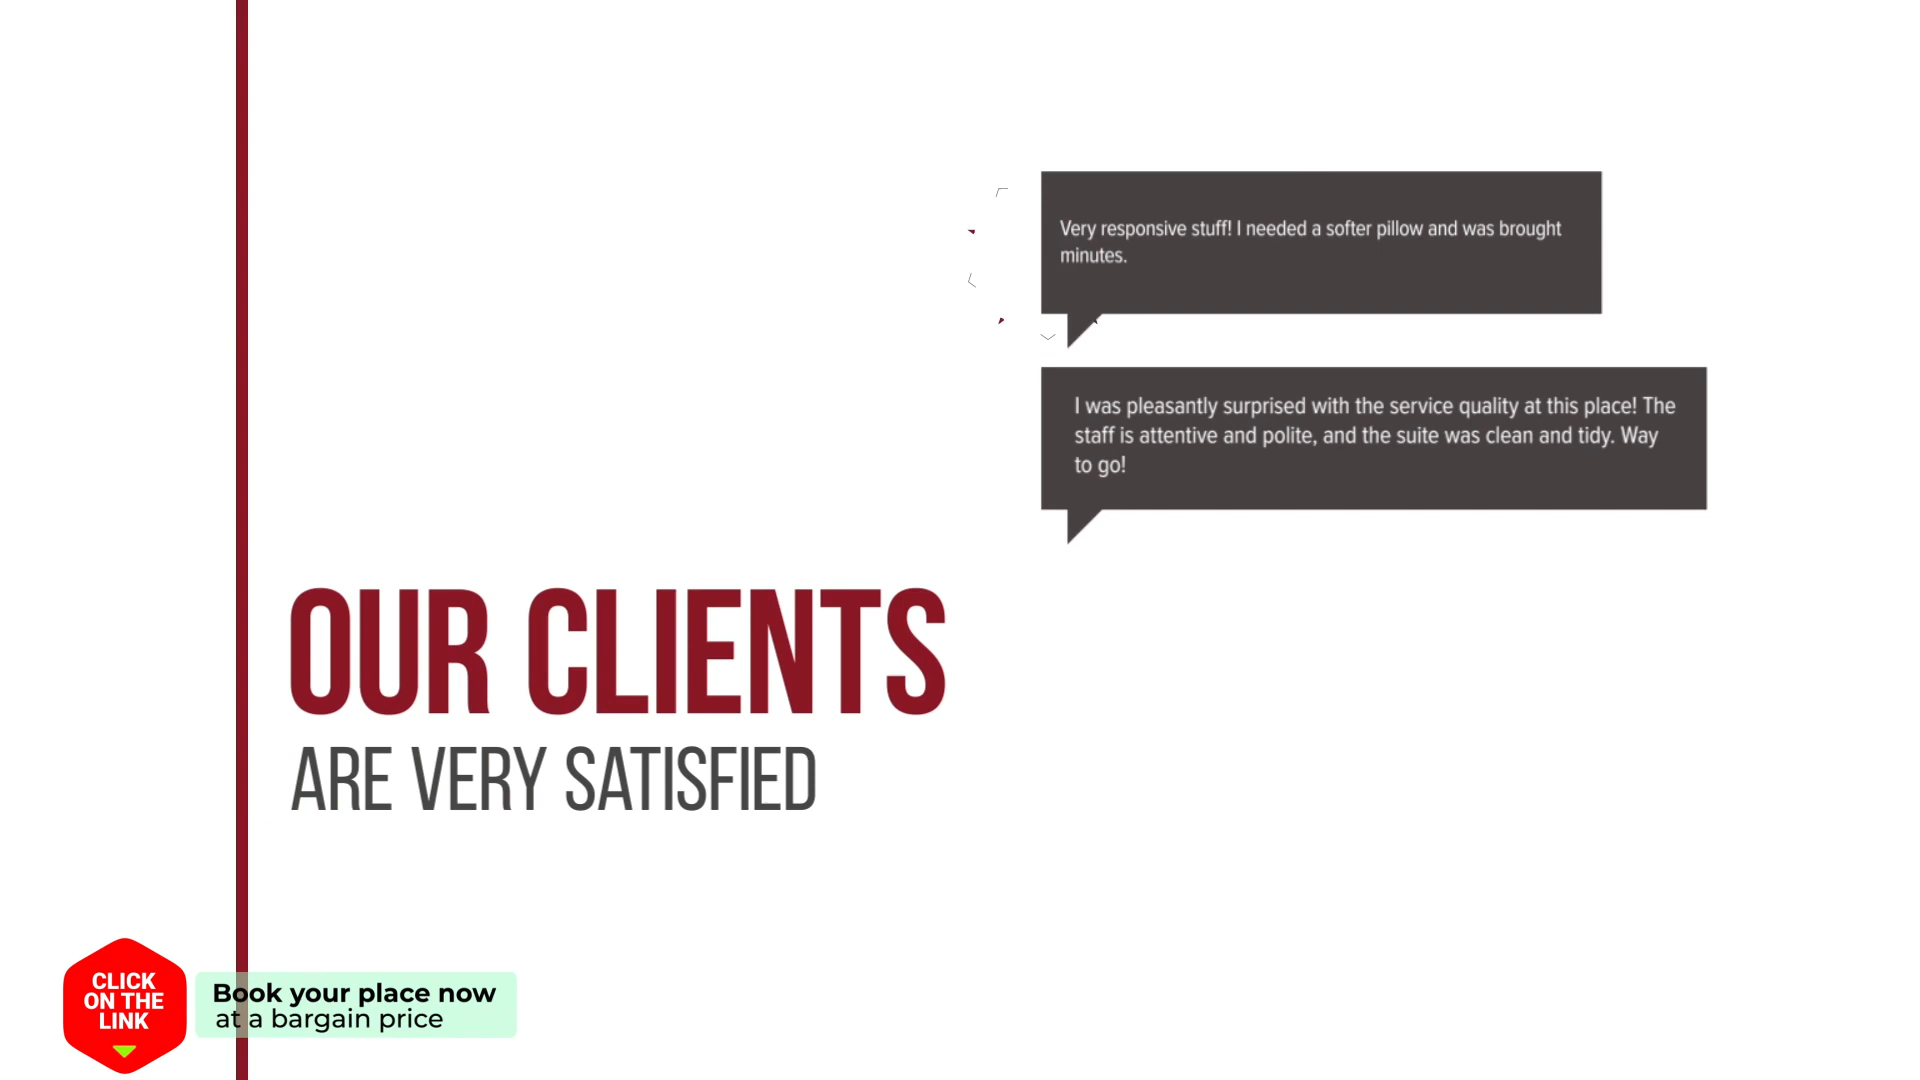 Very responsive stuff! I needed a softer pillow and was brought
minutes.
I was pleasantly surprised with the service quality at this place! The
staff is attentive and polite, and the suite was clean and tidy. Way
to go!
OUR CLIENTS
ARE VERY SATISFIED
CLICK
ON THE
LINK
Book your place now
at a bargain price